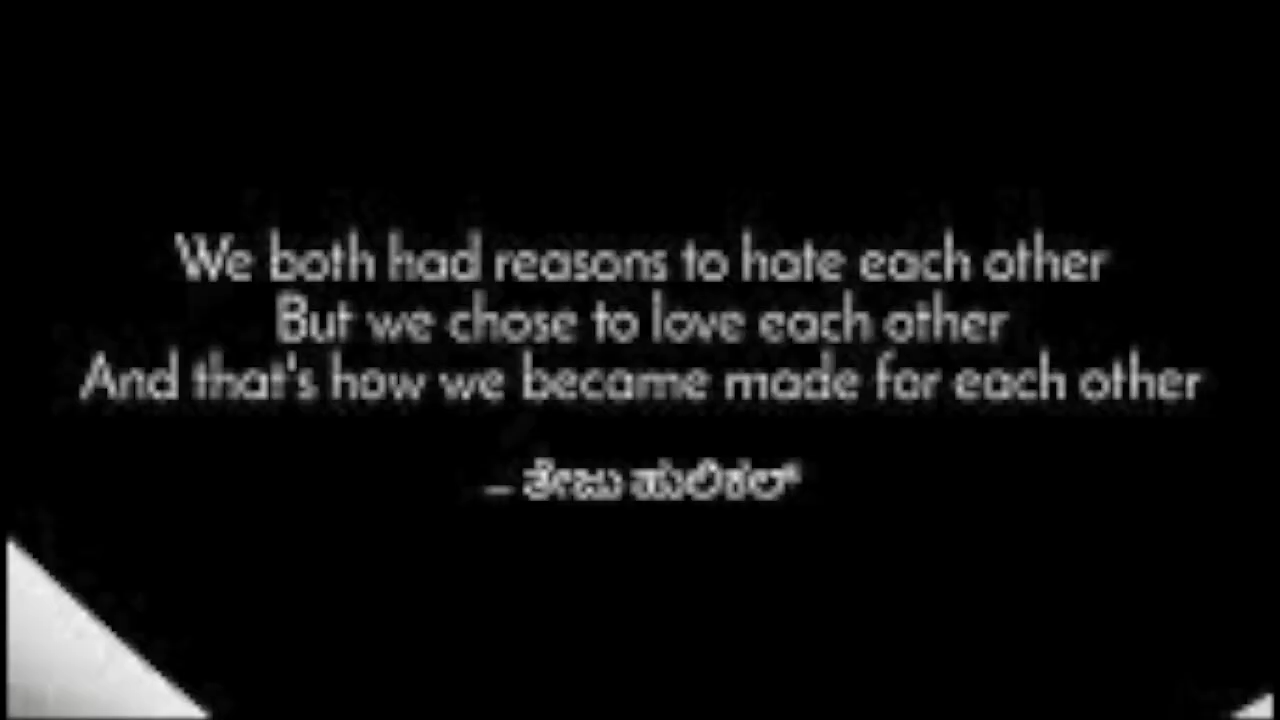 We both had reasons to hate each other
But we chose to love each other
And that's how we became made for each other
– ತೇಜು ಹುಲಿಕಲ್